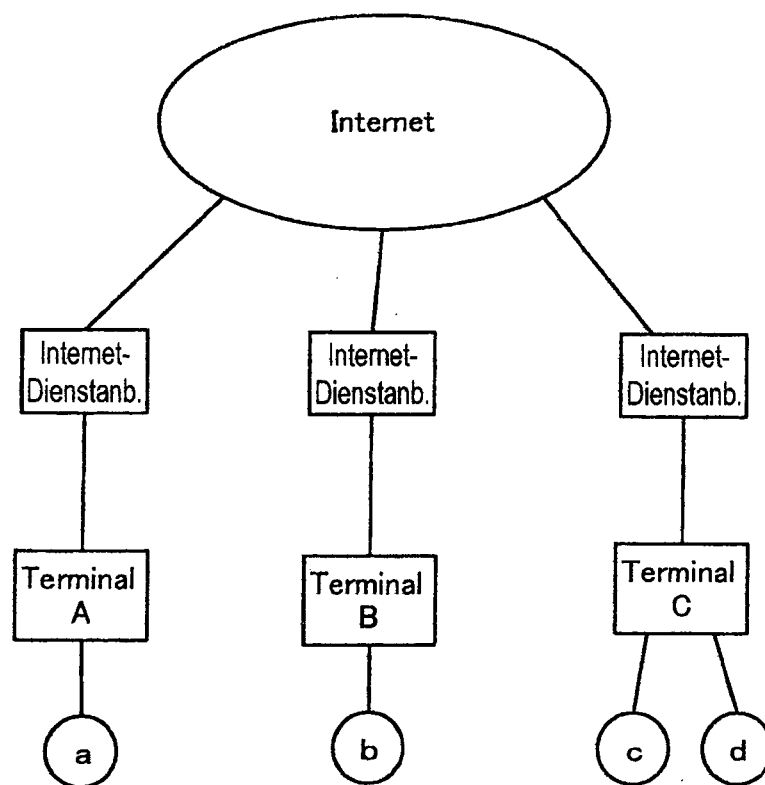 Internet
Internet-
Dienstanb.
Internet-
Dienstanb.
Internet-
Dienstanb.
Terminal
A
Terminal
B
Terminal
C
a
b
c
d